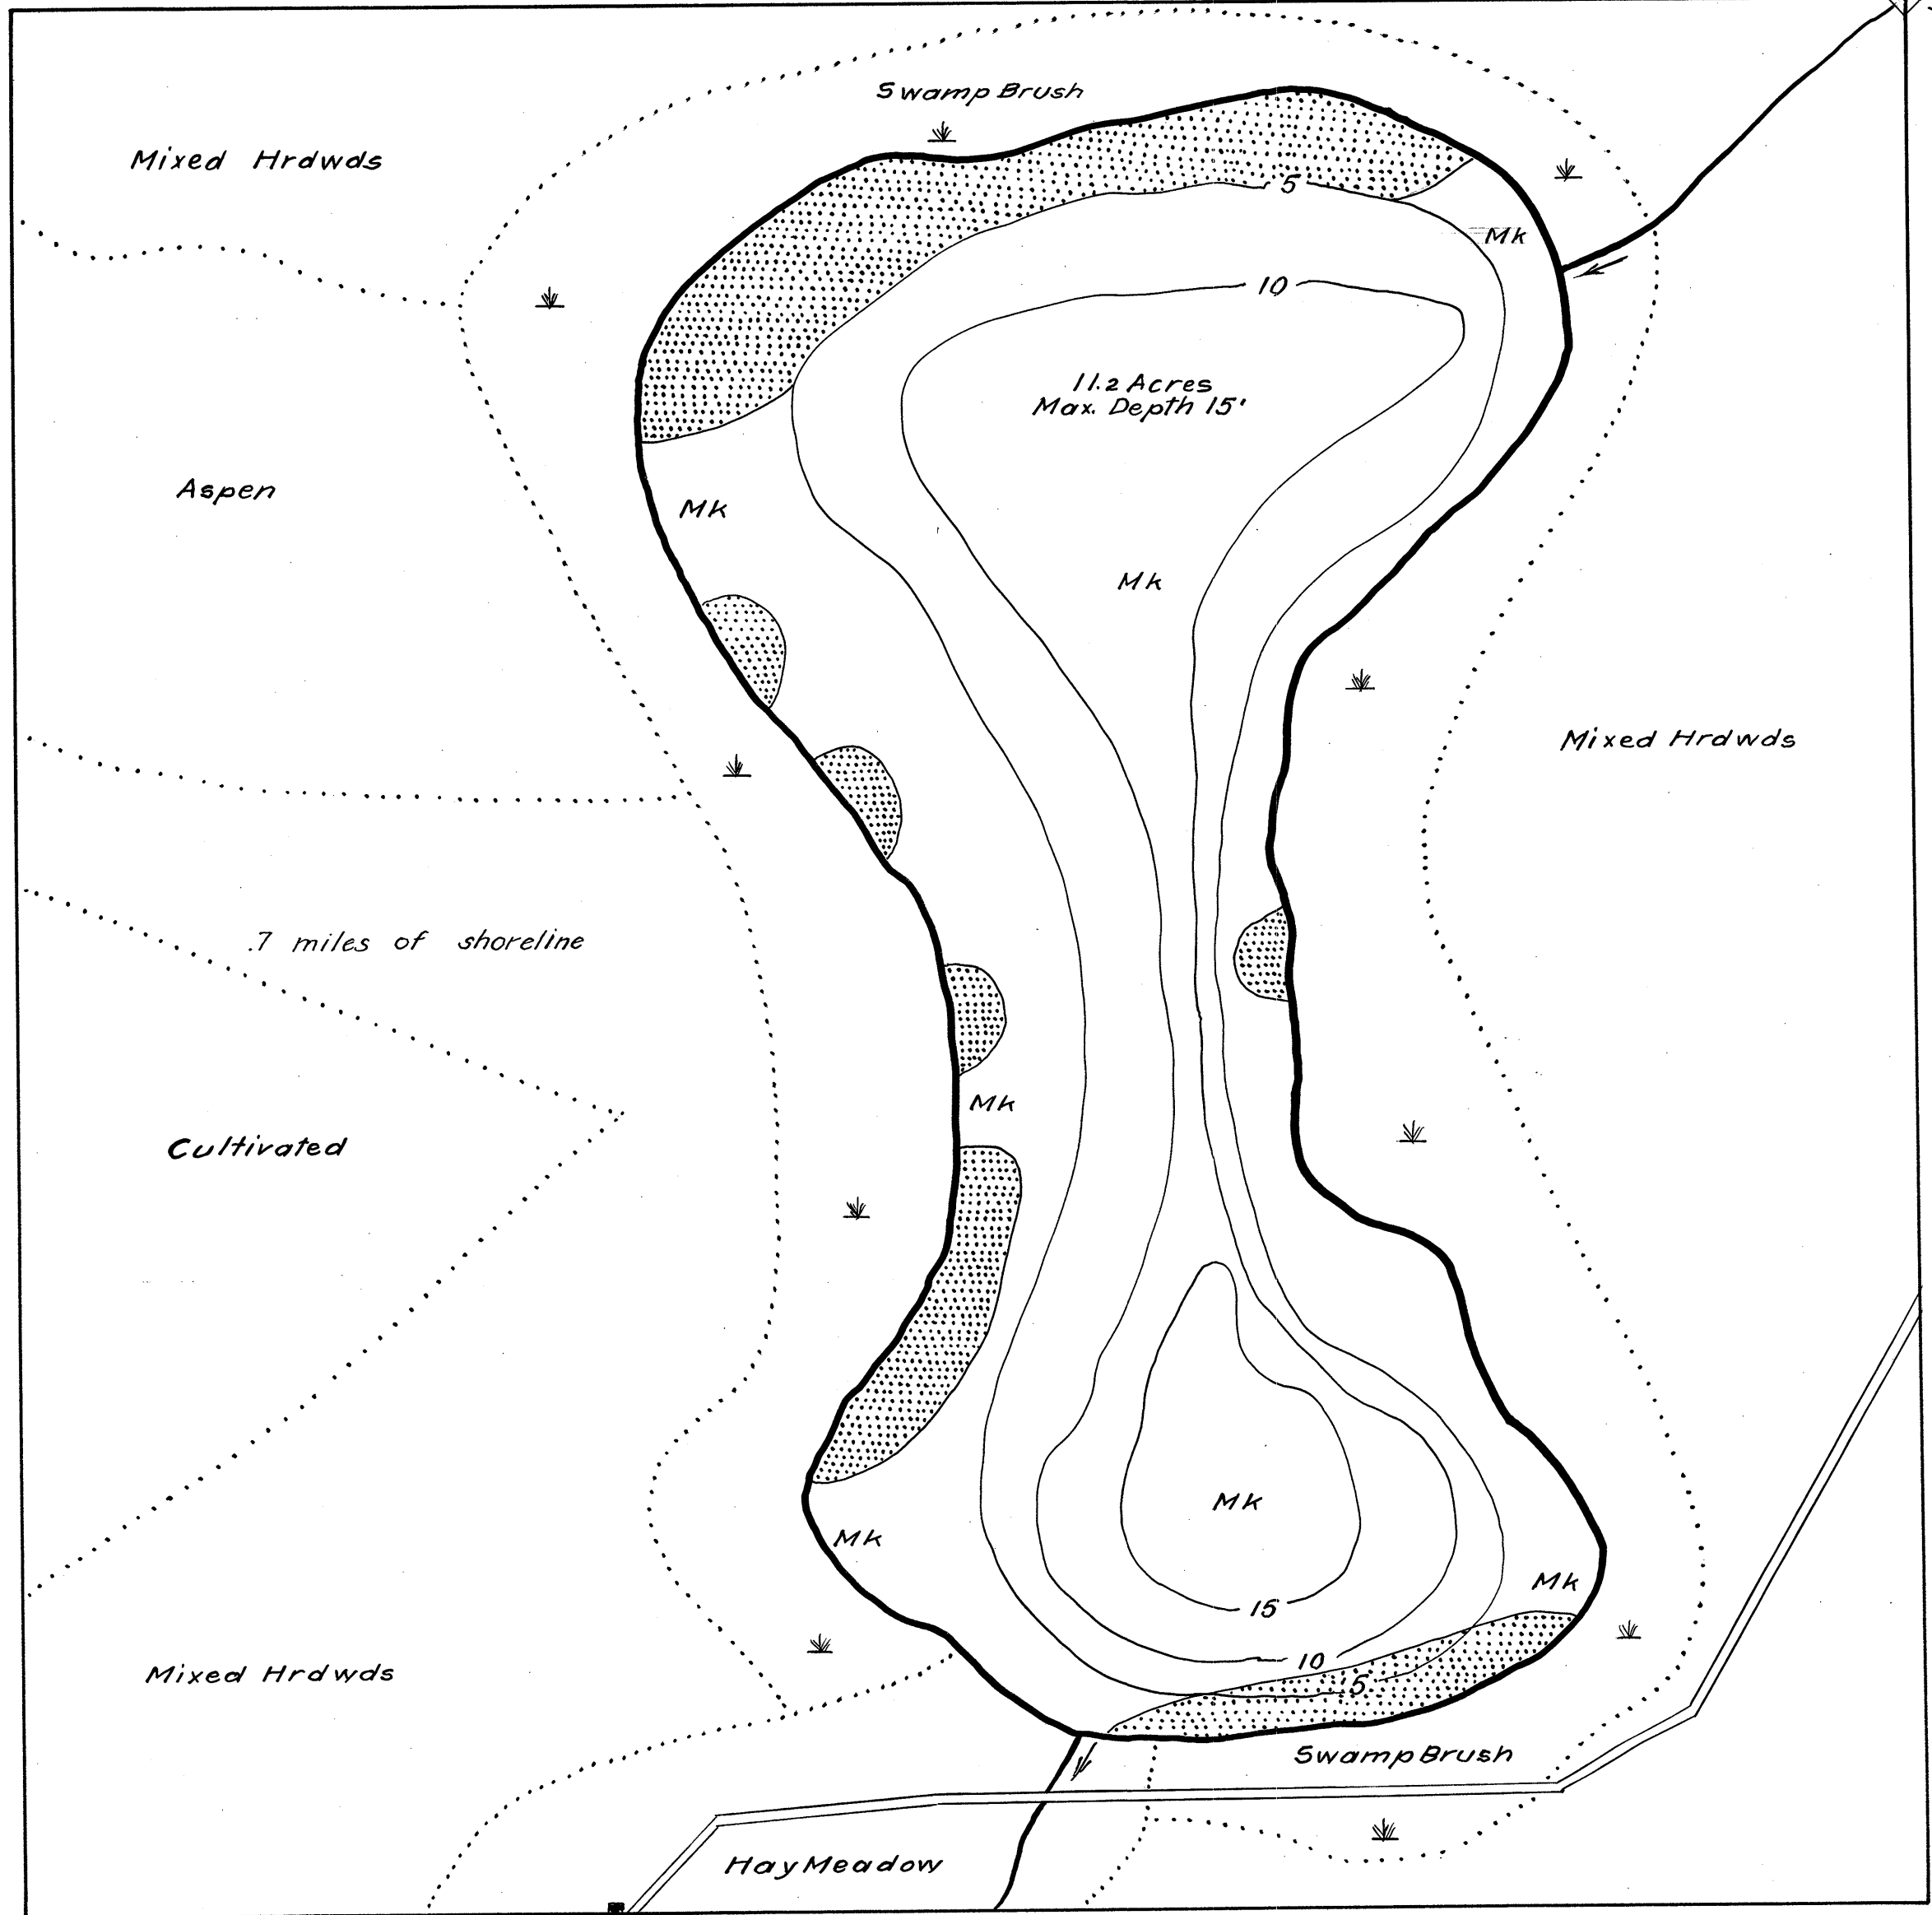 Swamp Brush
Mixed Hrdwds
5
Mk
10
11.2 Acres
Max. Depth 15'
Aspen
Mk
Mk
Mixed Hrdwds
.7 miles of shoreline
Mk
Cultivated
Mk
Mk
Mk
15
10
Mixed Hrdwds
5
Swamp Brush
Hay Meadow